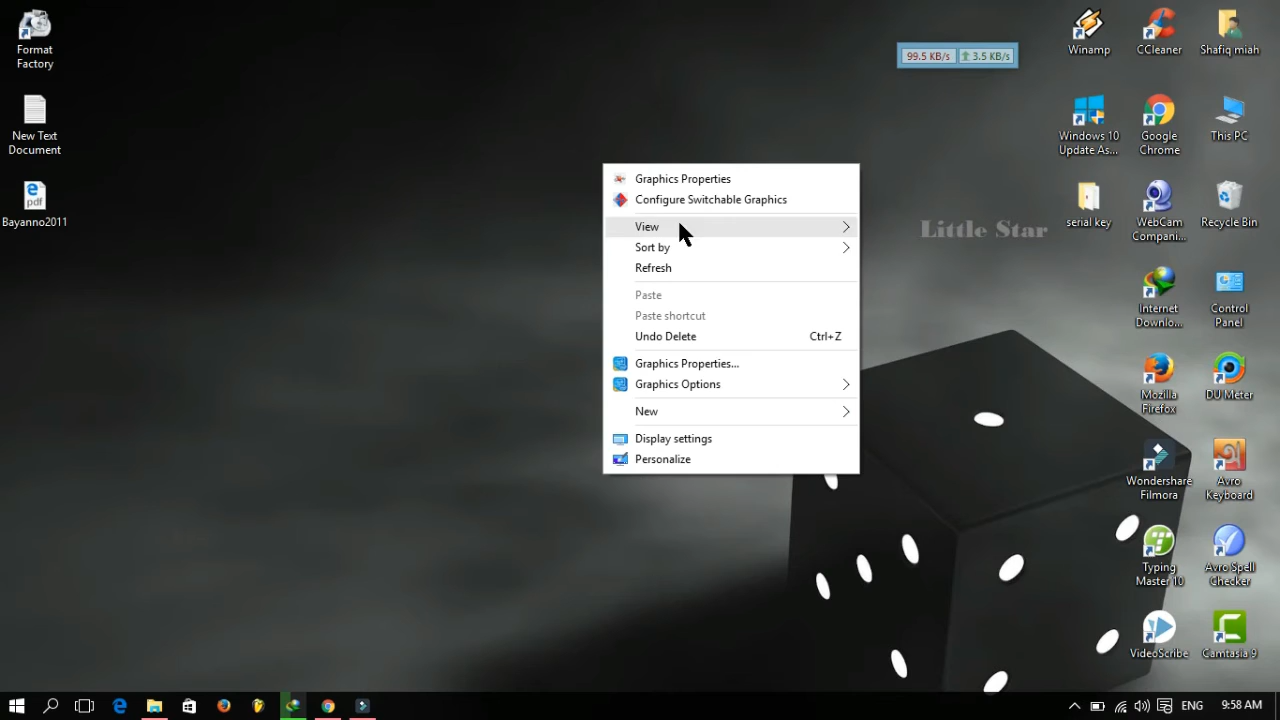 Format
Factory
New Text
Document
Bayanno2011
99.5 KB/s 3.5 KB/s
Winamp
CCleaner
Shafiq miah
Windows 10
Update As...
Google
Chrome
This PC
serial key
WebCam
Compani...
Recycle Bin
Little Star
Internet
Downlo...
Control
Panel
Mozilla
Firefox
DU Meter
Wondershare
Filmora
Avro
Keyboard
Typing
Master 10
Avro Spell
Checker
VideoScribe
Camtasia 9
Graphics Properties
Configure Switchable Graphics
View
Sort by
Refresh
Paste
Paste shortcut
Undo Delete Ctrl+Z
Graphics Properties...
Graphics Options
New
Display settings
Personalize
ENG 9:58 AM